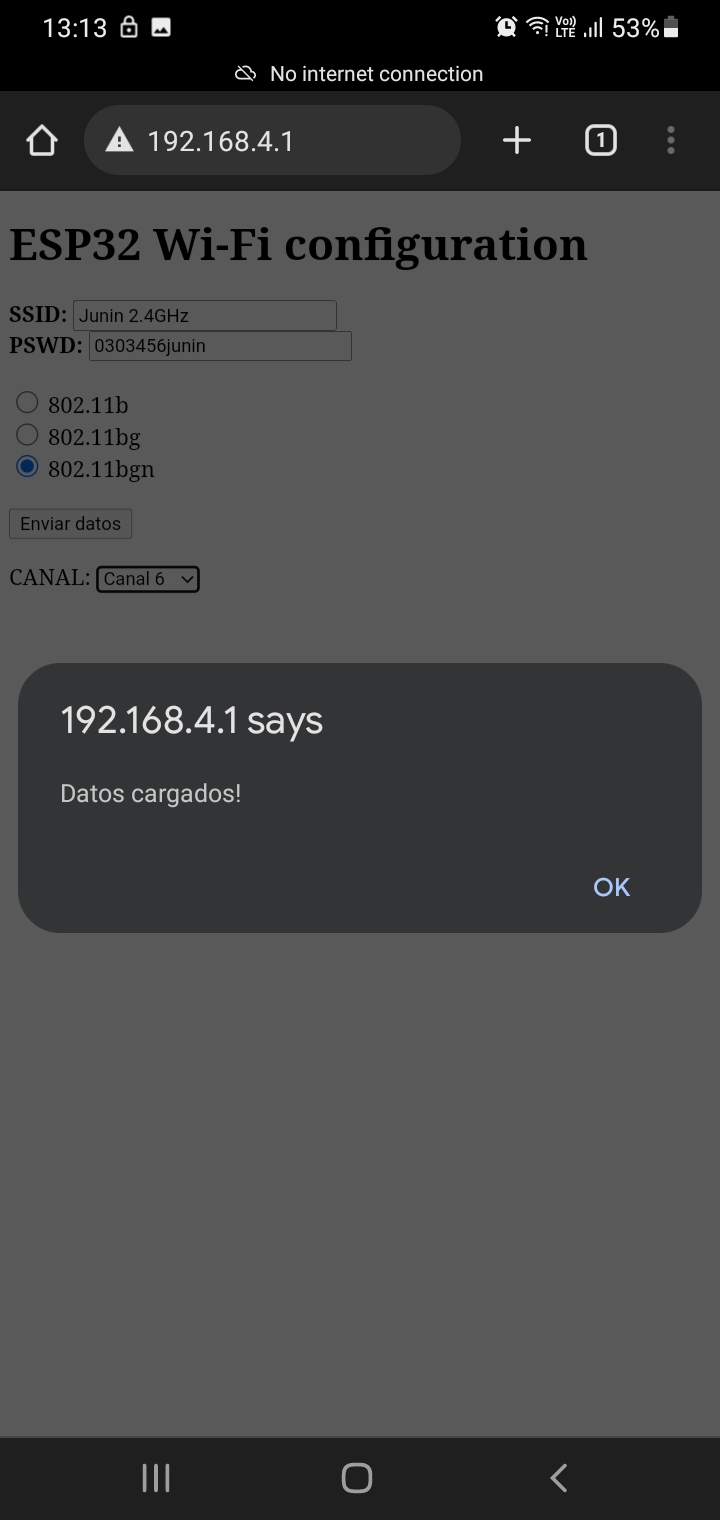 13:13 Vo)) LTE 53%
No internet connection
192.168.4.1 1
ESP32 Wi-Fi configuration
SSID: Junin 2.4GHz
PSWD: 0303456junin
802.11b
802.11bg
802.11bgn
Enviar datos
CANAL: Canal 6
192.168.4.1 says
Datos cargados!
OK